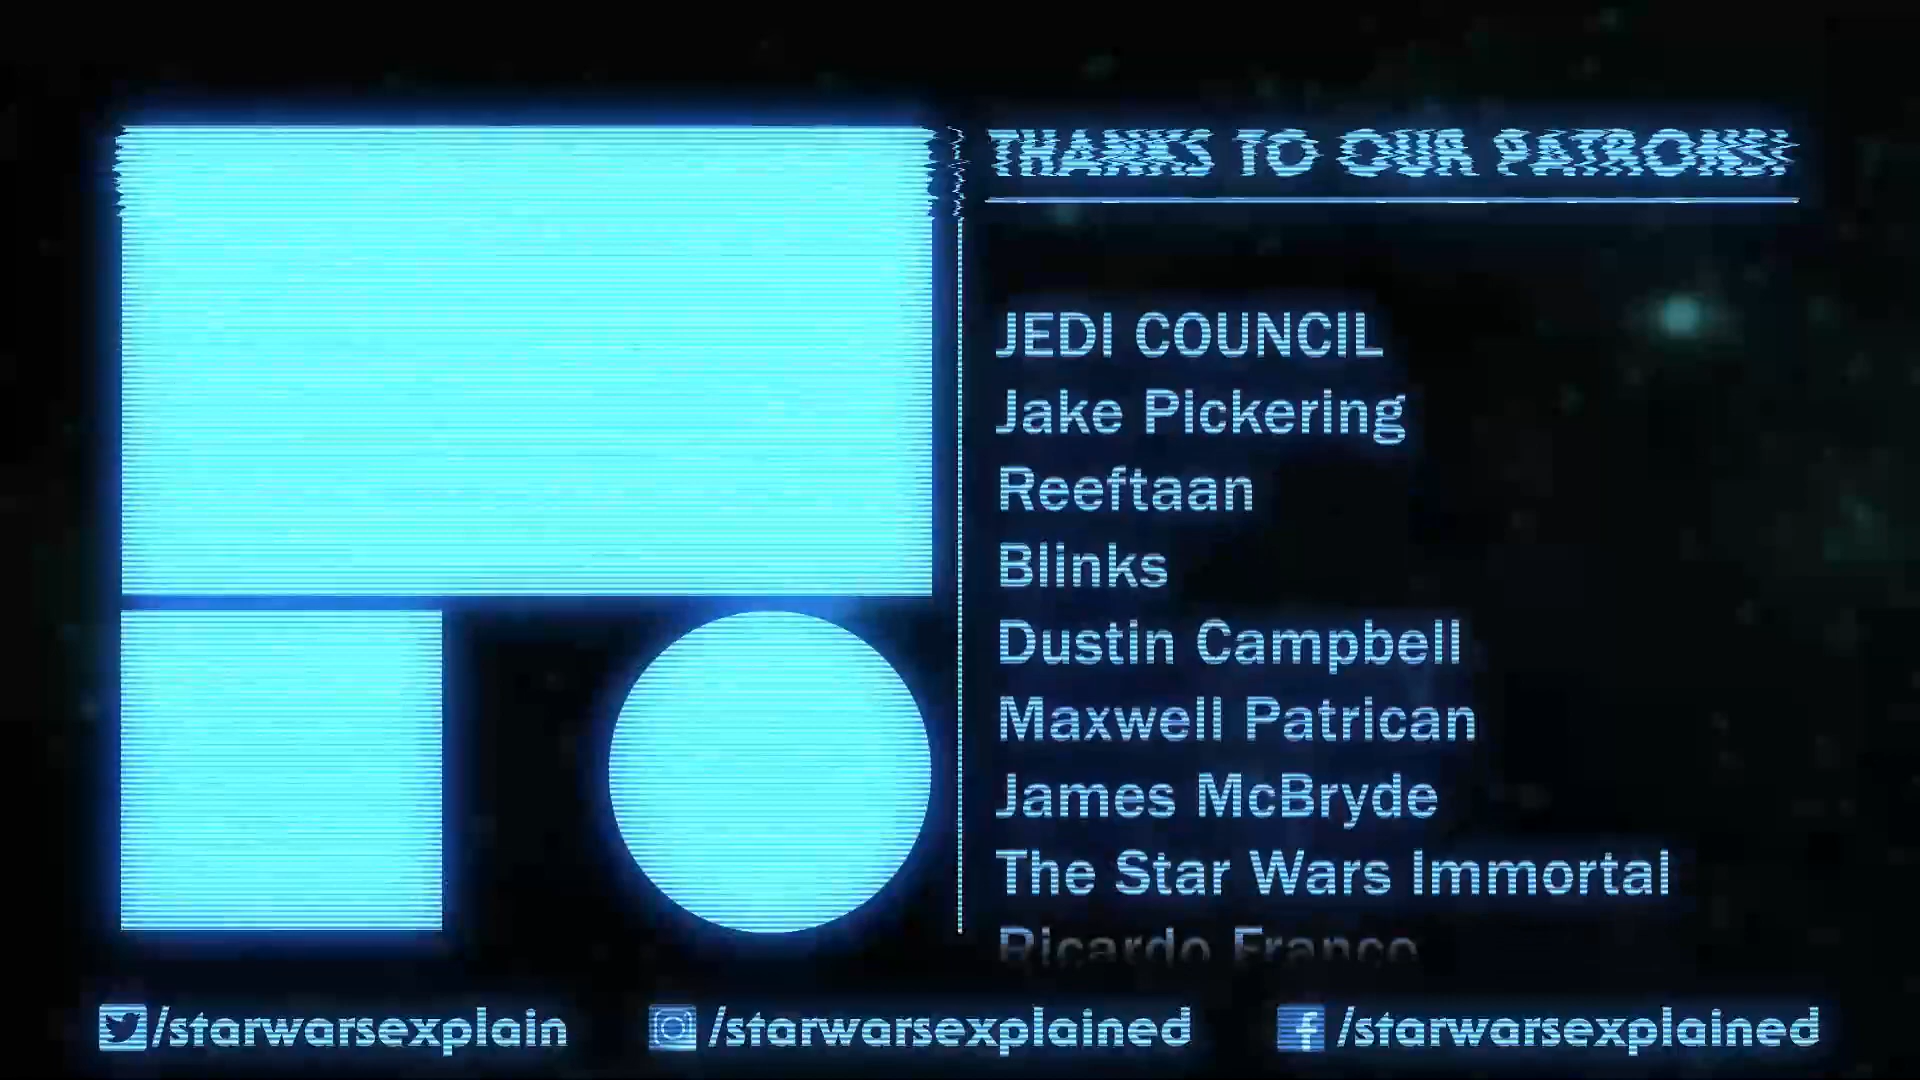 THANKS TO OUR PATRONS!
JEDI COUNCIL
Jake Pickering
Reeftaan
Blinks
Dustin Campbell
Maxwell Patrican
James McBryde
The Star Wars Immortal
Ricardo Franco
/starwarsexplain
/starwarsexplained
/starwarsexplained